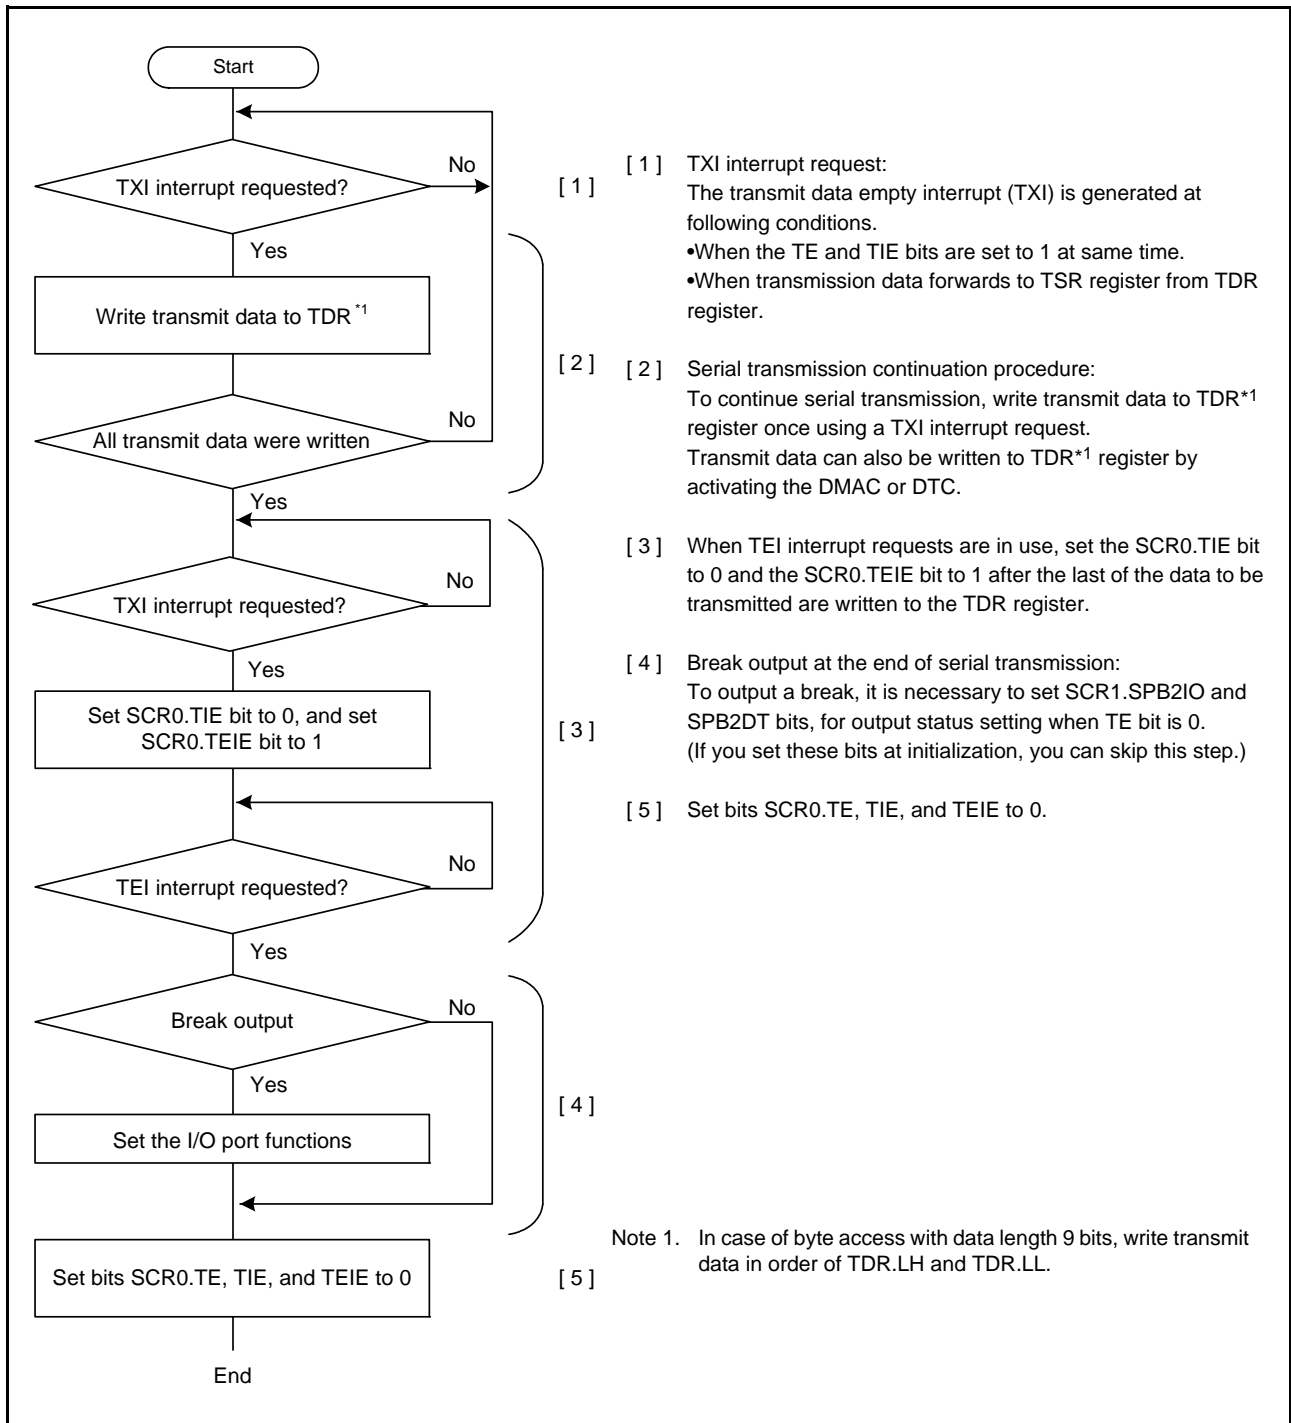 Start
TXI interrupt requested?
No
[ 1 ]
Yes
Write transmit data to TDR *1
[ 2 ]
All transmit data were written
No
Yes
TXI interrupt requested?
No
Yes
Set SCR0.TIE bit to 0, and set
SCR0.TEIE bit to 1
[ 3 ]
TEI interrupt requested?
No
Yes
Break output
No
Yes
[ 4 ]
Set the I/O port functions
Set bits SCR0.TE, TIE, and TEIE to 0
[ 5 ]
End
[ 1 ] TXI interrupt request:
The transmit data empty interrupt (TXI) is generated at
following conditions.
•When the TE and TIE bits are set to 1 at same time.
•When transmission data forwards to TSR register from TDR
register.
[ 2 ] Serial transmission continuation procedure:
To continue serial transmission, write transmit data to TDR*1
register once using a TXI interrupt request.
Transmit data can also be written to TDR*1 register by
activating the DMAC or DTC.
[ 3 ] When TEI interrupt requests are in use, set the SCR0.TIE bit
to 0 and the SCR0.TEIE bit to 1 after the last of the data to be
transmitted are written to the TDR register.
[ 4 ] Break output at the end of serial transmission:
To output a break, it is necessary to set SCR1.SPB2IO and
SPB2DT bits, for output status setting when TE bit is 0.
(If you set these bits at initialization, you can skip this step.)
[ 5 ] Set bits SCR0.TE, TIE, and TEIE to 0.
Note 1. In case of byte access with data length 9 bits, write transmit
data in order of TDR.LH and TDR.LL.